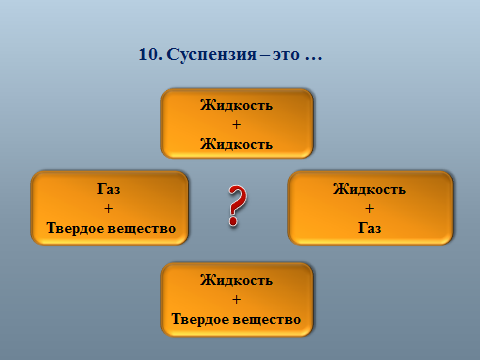 10. Суспензия – это …
Жидкость
+
Жидкость
Газ
+
Твердое вещество
?
Жидкость
+
Газ
Жидкость
+
Твердое вещество